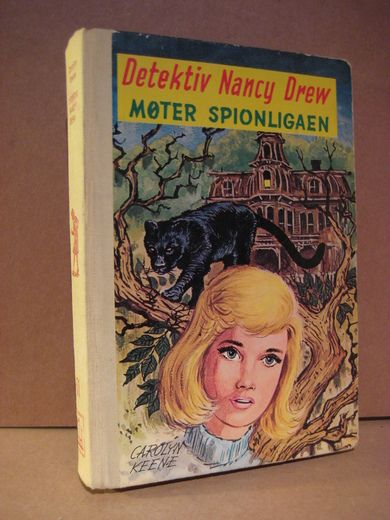 Detektiv Nancy Drew
MØTER SPIONLIGAEN
CAROLYN
KEENE